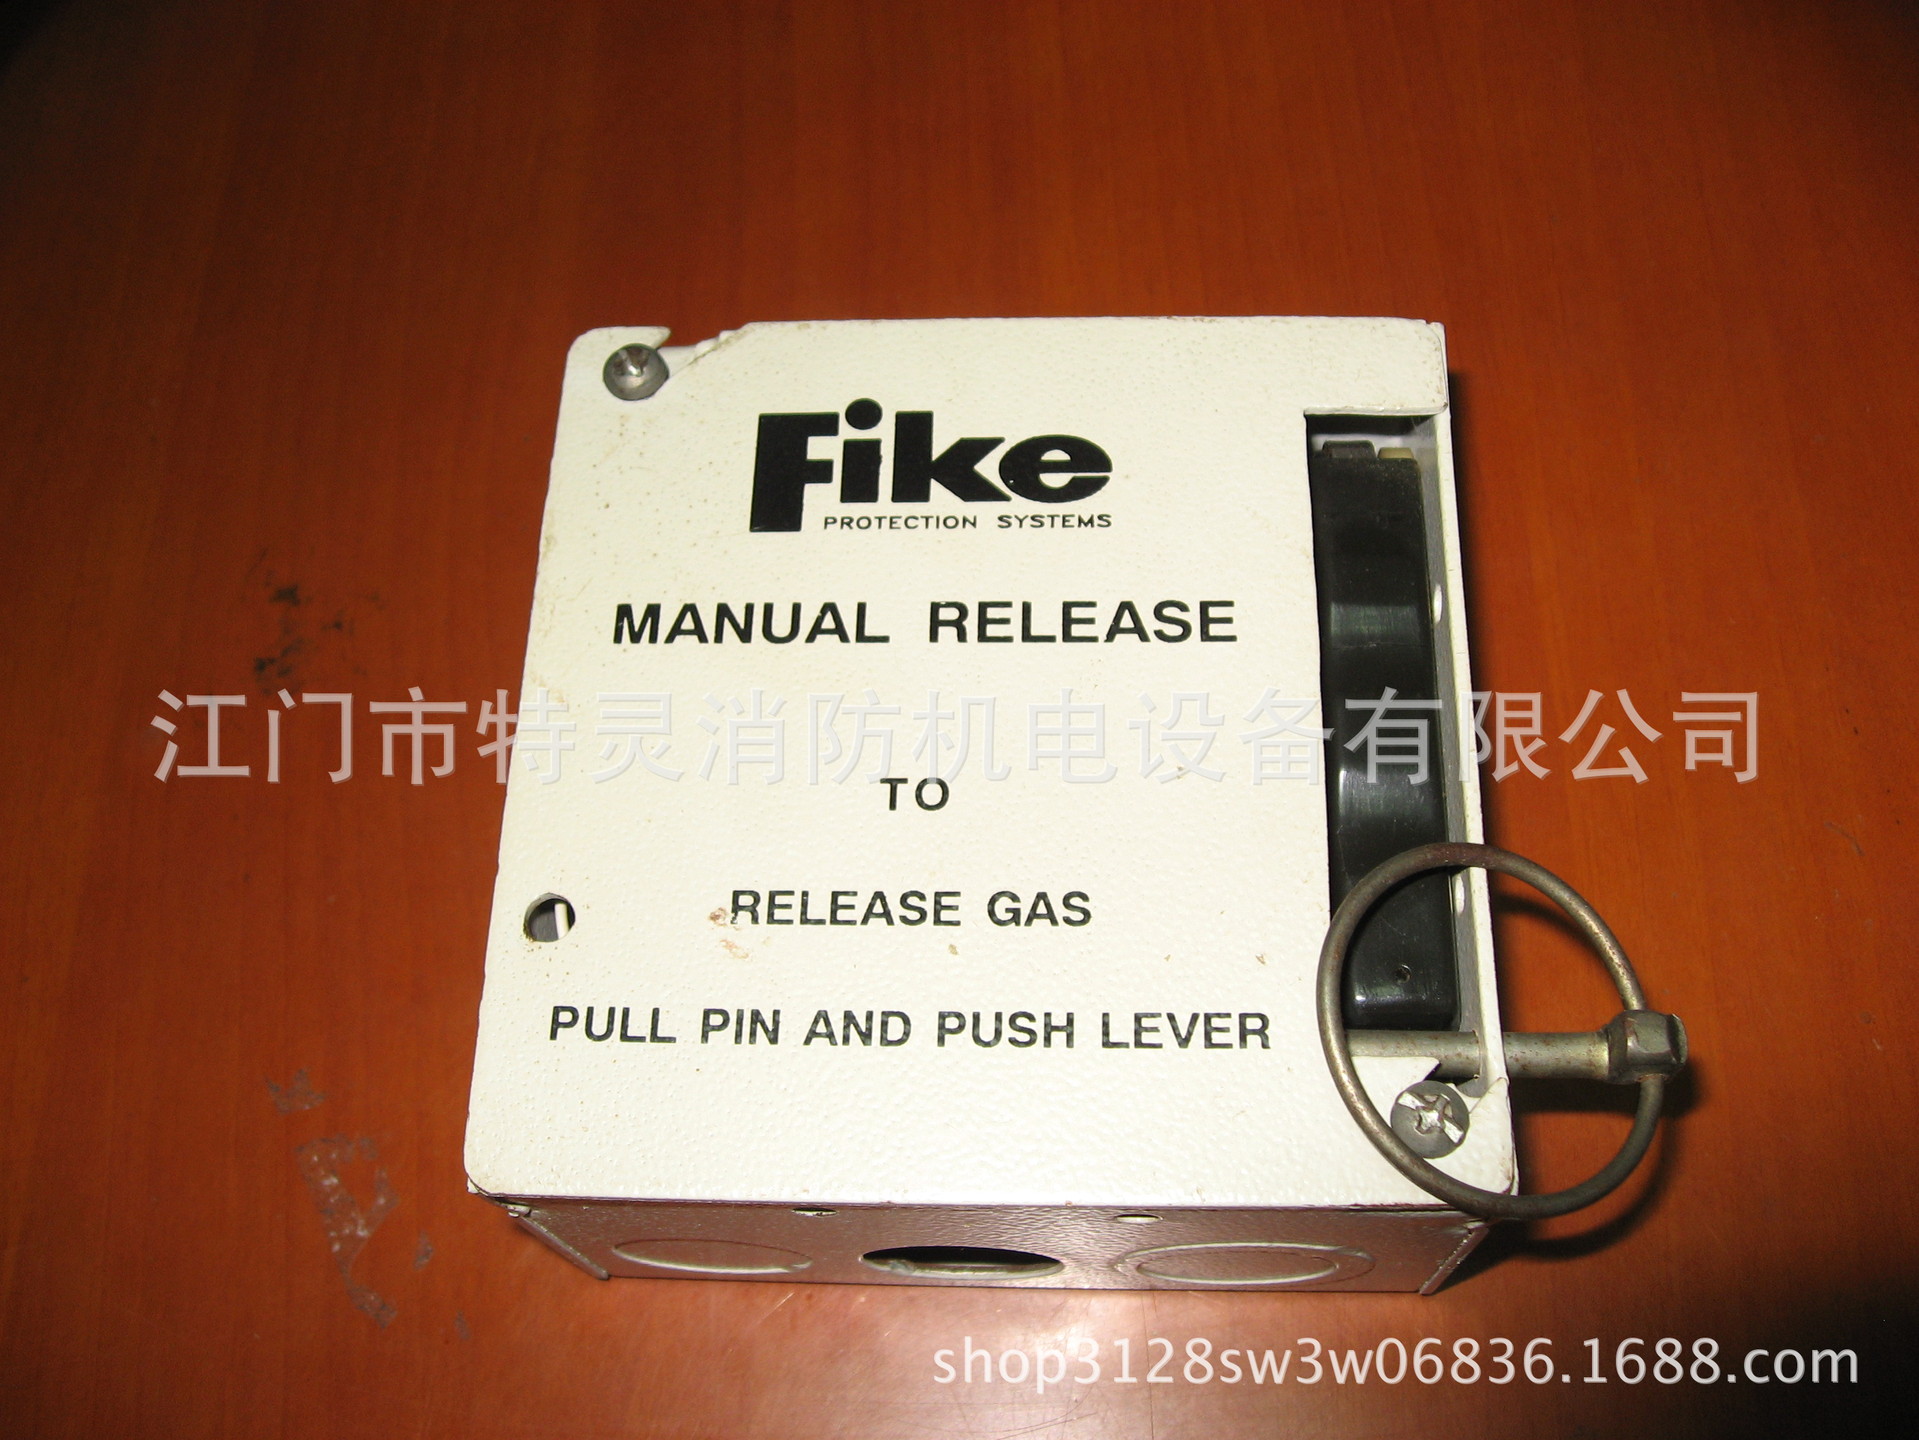 Fike
PROTECTION SYSTEMS
MANUAL RELEASE
江门市特灵消防机电设备有限公司
TO
RELEASE GAS
PULL PIN AND PUSH LEVER
shop3128sw3w06836.1688.com